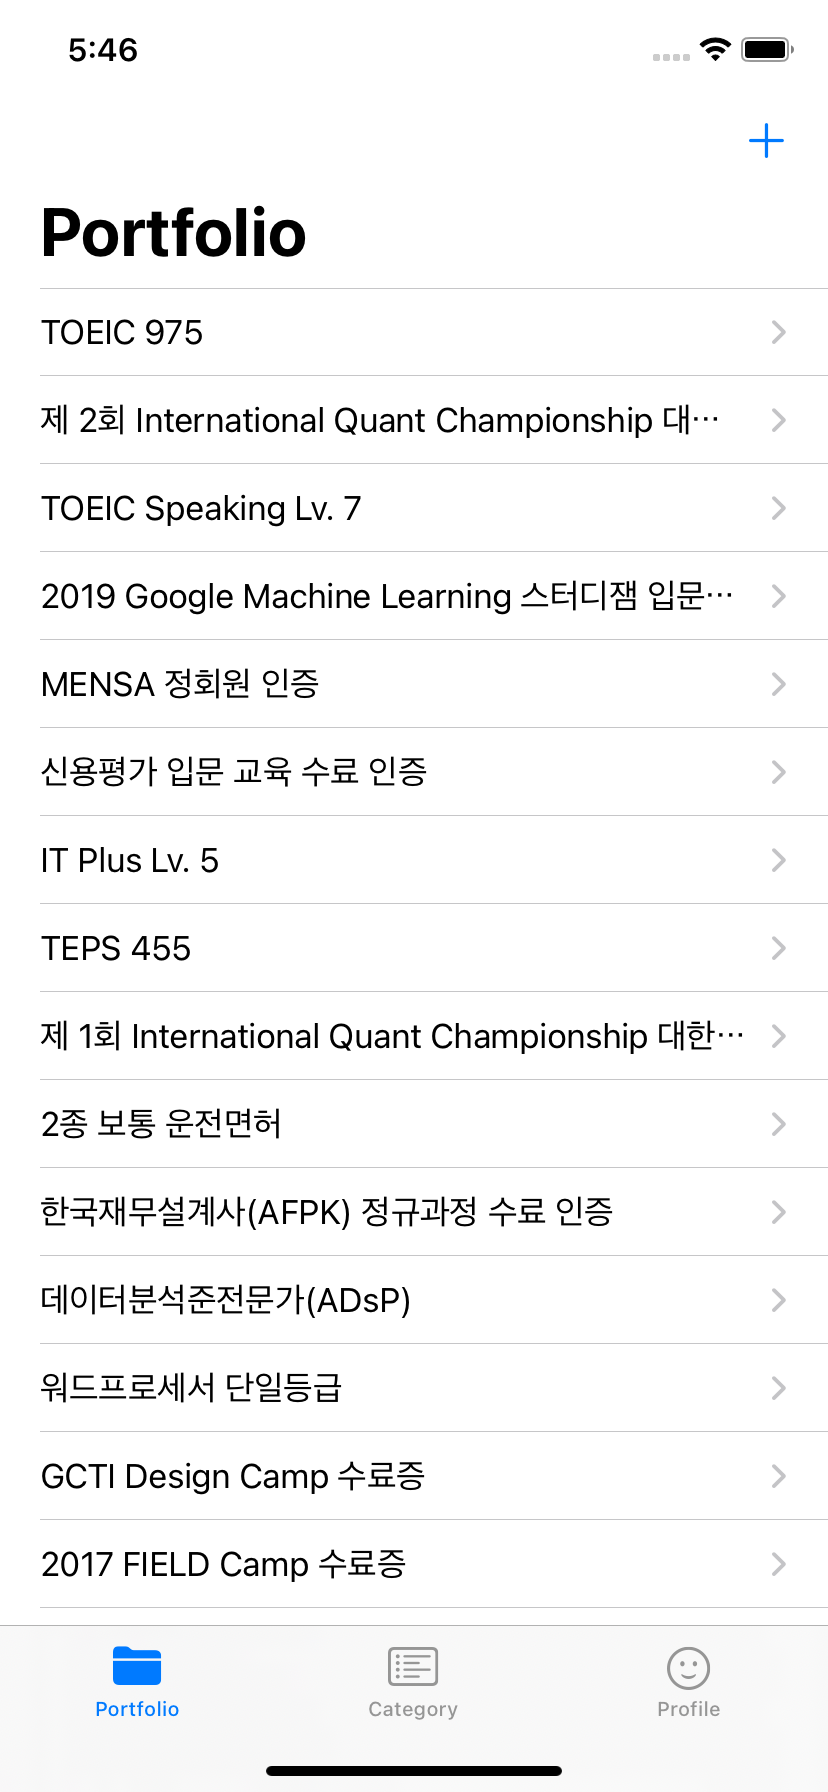 5:46
Portfolio
TOEIC 975
제 2회 International Quant Championship 대…
TOEIC Speaking Lv. 7
2019 Google Machine Learning 스터디잼 입문…
MENSA 정회원 인증
신용평가 입문 교육 수료 인증
IT Plus Lv. 5
TEPS 455
제 1회 International Quant Championship 대한…
2종 보통 운전면허
한국재무설계사(AFPK) 정규과정 수료 인증
데이터분석준전문가(ADsP)
워드프로세서 단일등급
GCTI Design Camp 수료증
2017 FIELD Camp 수료증
Portfolio
Category
Profile